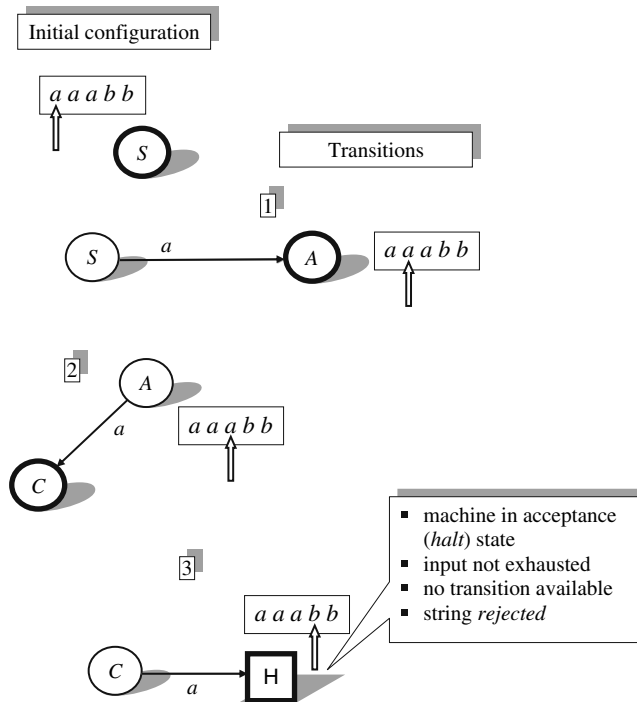 Initial configuration
a a a b b
S
Transitions
1
S
a
A
a a a b b
2
A
a
a a a b b
C
machine in acceptance
(halt) state
input not exhausted
no transition available
string rejected
3
a a a b b
C
a
H